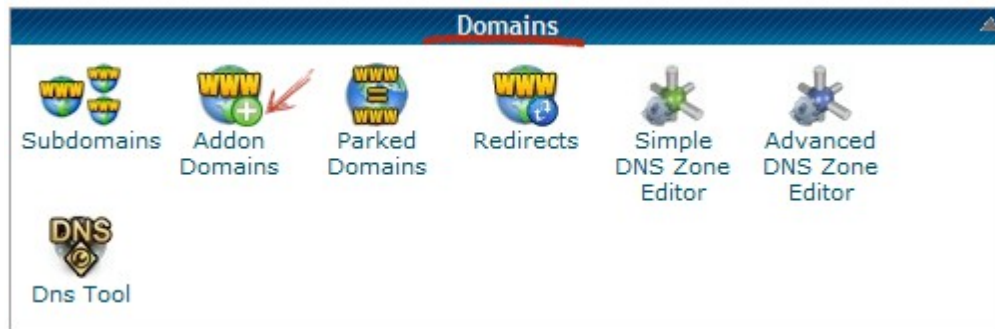 Domains
WWW WWW WWW
Subdomains
WWW
Addon
Domains
WWW
=
WWW
Parked
Domains
WWW
Redirects
Simple
DNS Zone
Editor
Advanced
DNS Zone
Editor
DNS
Dns Tool